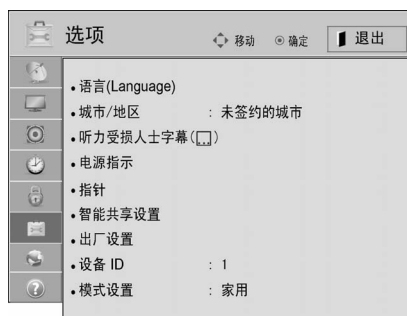 选项 移动 确定 退出
• 语言(Language)
• 城市/地区 : 未签约的城市
• 听力受损人士字幕(...)
• 电源指示
• 指针
• 智能共享设置
• 出厂设置
• 设备 ID : 1
• 模式设置 : 家用